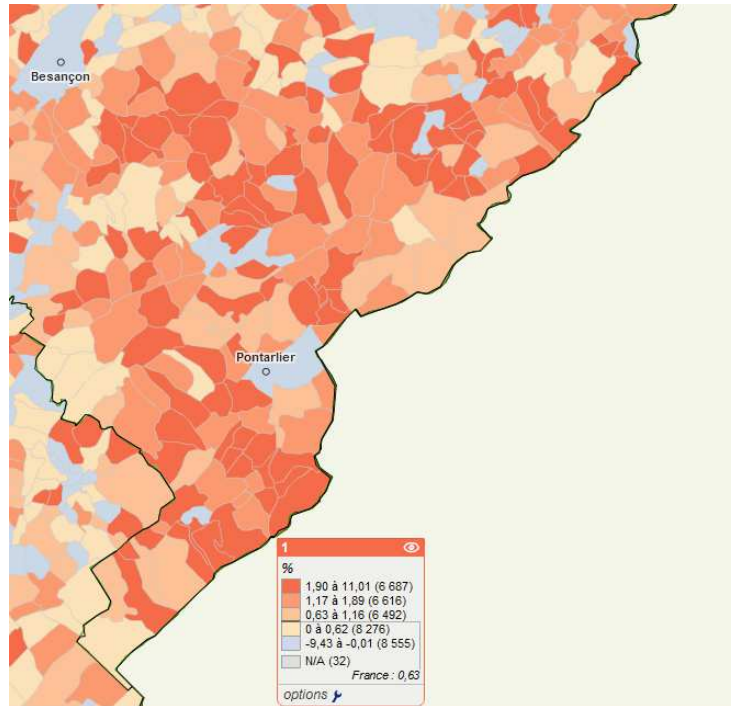 Besançon
Pontarlier
1
%
1,90 à 11,01 (6 687)
1,17 à 1,89 (6 616)
0,63 à 1,16 (6 492)
0 à 0,62 (8 276)
-9,43 à -0,01 (8 555)
N/A (32)
France : 0,63
options